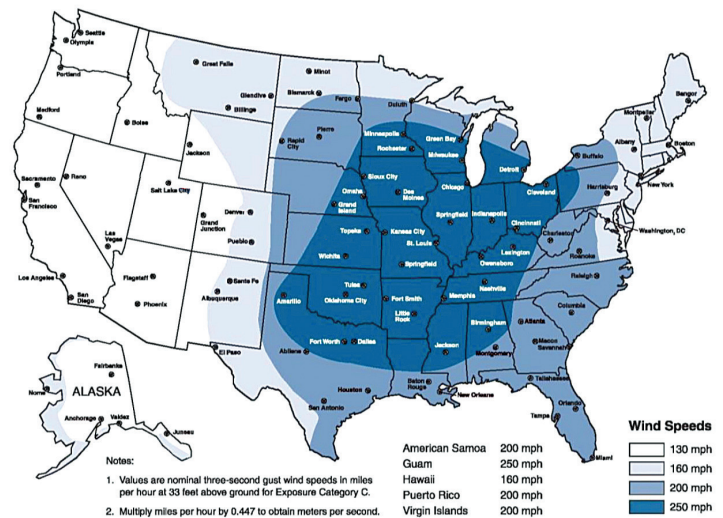 Seattle
Olympia
Portland
Medford
Boise
Great Falls
Glendive
Billings
Jackson
Minot
Bismarck
Fargo
Duluth
Rapid City
Pierre
Minneapolis
Rochester
Green Bay
Milwaukee
Detroit
Buffalo
Montpelier
Bangor
Albany
Boston
New York
Harrisburg
Washington, DC
Sacramento
San Francisco
Reno
Salt Lake City
Las Vegas
Los Angeles
San Diego
Flagstaff
Phoenix
Grand Junction
Denver
Pueblo
Santa Fe
Albuquerque
El Paso
Sioux City
Omaha
Grand Island
Des Moines
Chicago
Cleveland
Springfield
Indianapolis
Cincinnati
Charleston
Roanoke
Topeka
Kansas City
St. Louis
Wichita
Springfield
Lexington
Owensboro
Raleigh
Amarillo
Tulsa
Oklahoma City
Fort Smith
Little Rock
Memphis
Nashville
Birmingham
Atlanta
Columbia
Macon
Savannah
Abilene
Fort Worth
Dallas
Jackson
Montgomery
Tallahassee
Houston
San Antonio
Baton Rouge
New Orleans
Orlando
Tampa
Miami
Fairbanks
ALASKA
Nome
Anchorage
Valdez
Juneau
Notes:
1. Values are nominal three-second gust wind speeds in miles
per hour at 33 feet above ground for Exposure Category C.
2. Multiply miles per hour by 0.447 to obtain meters per second.
American Samoa 200 mph
Guam 250 mph
Hawaii 160 mph
Puerto Rico 200 mph
Virgin Islands 200 mph
Wind Speeds
130 mph
160 mph
200 mph
250 mph